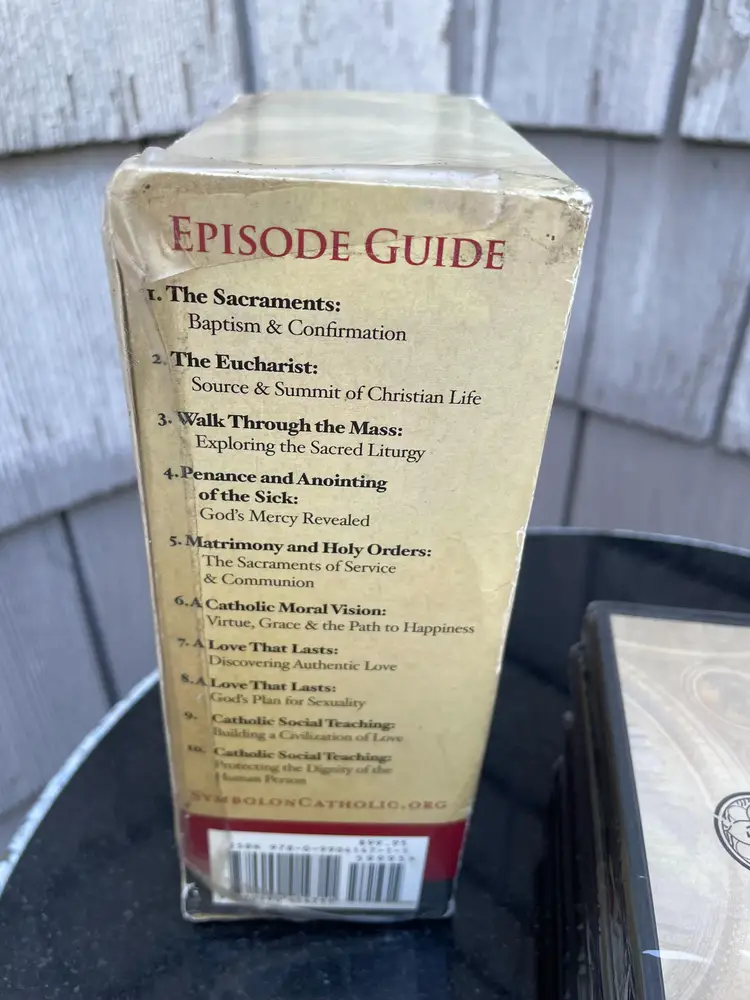 EPISODE GUIDE
1. The Sacraments:
Baptism & Confirmation
2. The Eucharist:
Source & Summit of Christian Life
3. Walk Through the Mass:
Exploring the Sacred Liturgy
4. Penance and Anointing
of the Sick:
God's Mercy Revealed
5. Matrimony and Holy Orders:
The Sacraments of Service
& Communion
6. A Catholic Moral Vision:
Virtue, Grace & the Path to Happiness
7. A Love That Lasts:
Discovering Authentic Love
8. A Love That Lasts:
God's Plan for Sexuality
9. Catholic Social Teaching:
Building a Civilization of Love
10. Catholic Social Teaching:
Protecting the Dignity of the
Human Person
SYMBOLONCATHOLIC.ORG
ISBN